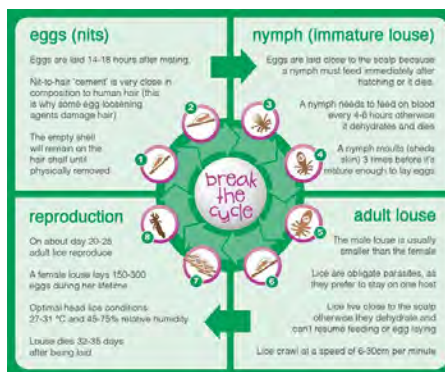 eggs (nits)
Eggs are laid 14-18 hours after mating.
Nit-to-hair 'cement' is very close in
composition to human hair (this
is why some egg loosening
agents damage hair)
The empty shell
will remain on the
hair shaft until
physically removed
nymph (immature louse)
Eggs are laid close to the scalp because
a nymph must feed immediately after
hatching or it dies.
A nymph needs to feed on blood
every 4-6 hours otherwise
it dehydrates and dies
A nymph moults (sheds
skin) 3 times before it's
mature enough to lay eggs
1
2
3
4
5
6
7
8
break
the
cycle
reproduction
On about day 20-25
adult lice reproduce
A female louse lays 150-300
eggs during her lifetime
Optimal head lice conditions:
27-31 °C and 45-75% relative humidity
Louse dies 32-35 days
after being laid
adult louse
The male louse is usually
smaller than the female
Lice are obligate parasites, as
they prefer to stay on one host
Lice live close to the scalp
otherwise they dehydrate and
can't resume feeding or egg laying
Lice crawl at a speed of 6-30cm per minute